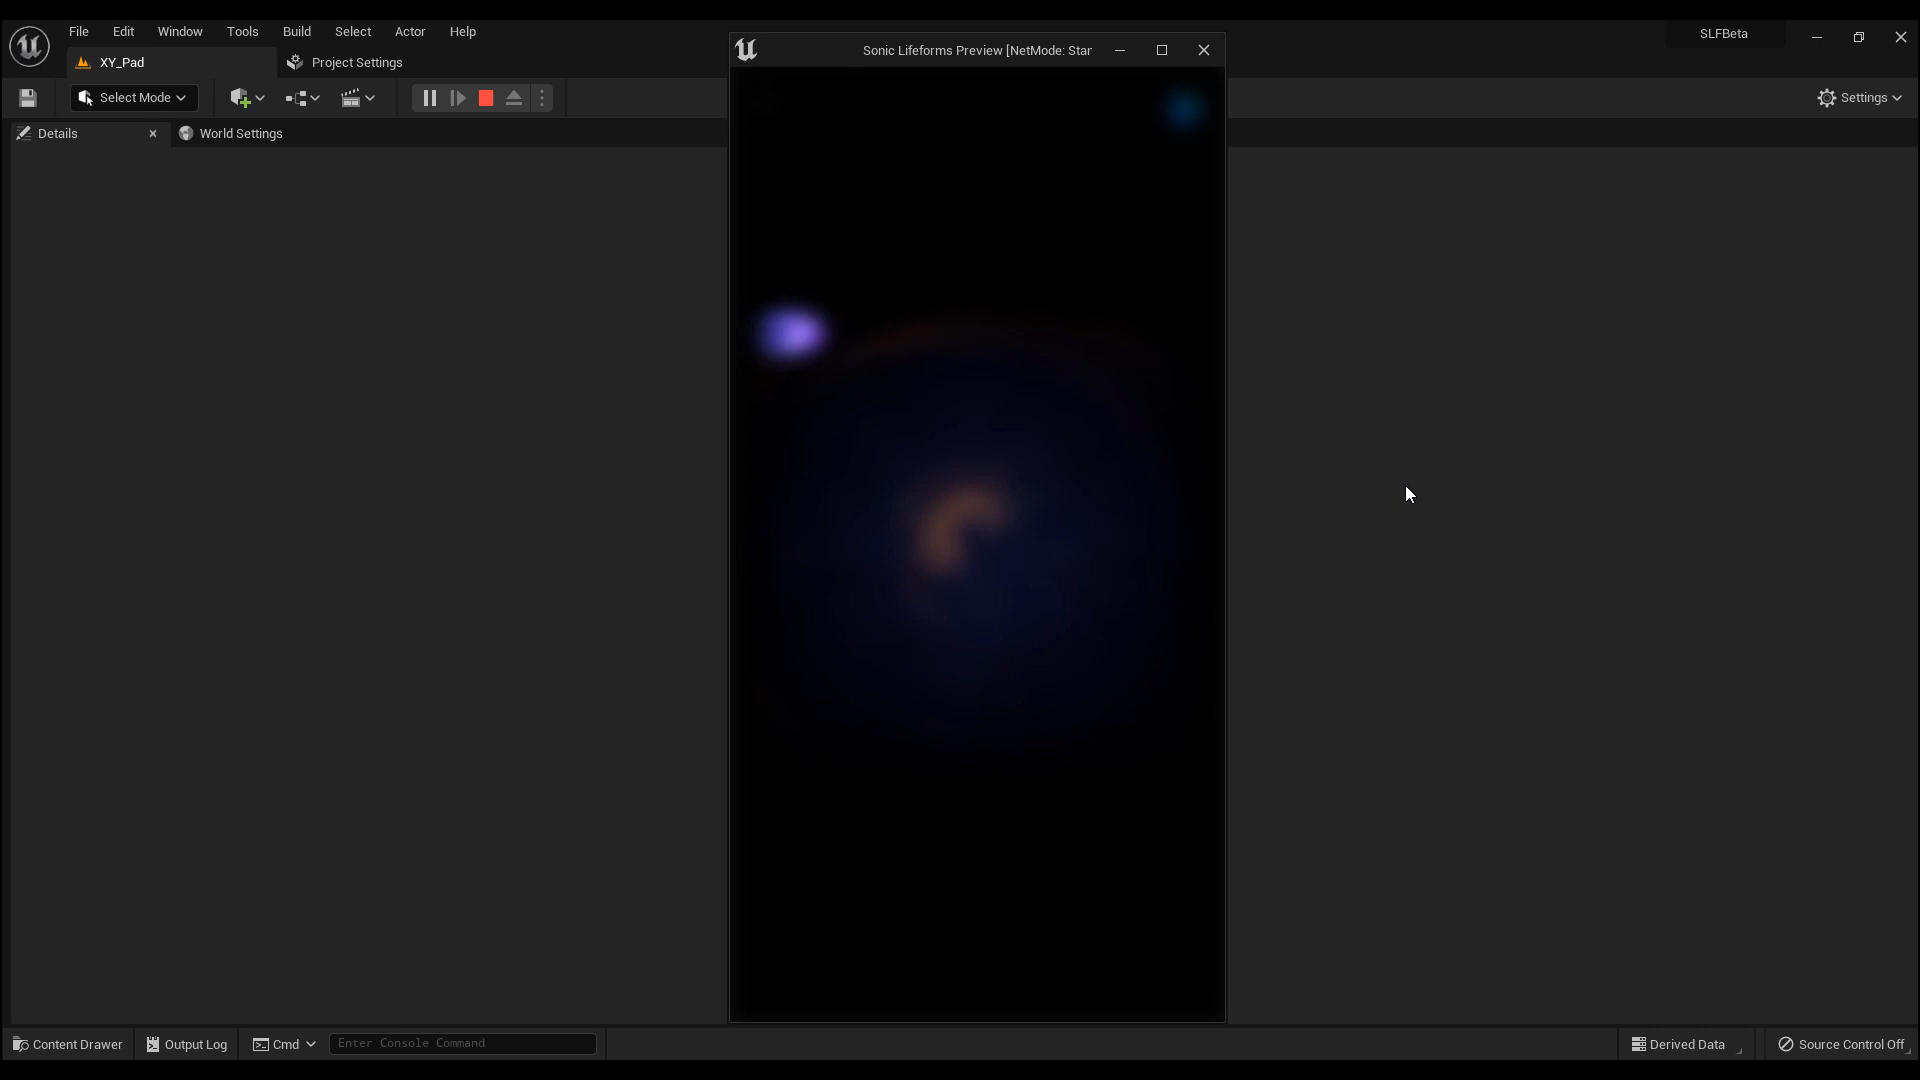 File Edit Window Tools Build Select Actor Help
SLFBeta
Sonic Lifeforms Preview [NetMode: Star
XY_Pad
Project Settings
Select Mode
Settings
Details
World Settings
Content Drawer
Output Log
Cmd
Enter Console Command
Derived Data
Source Control Off